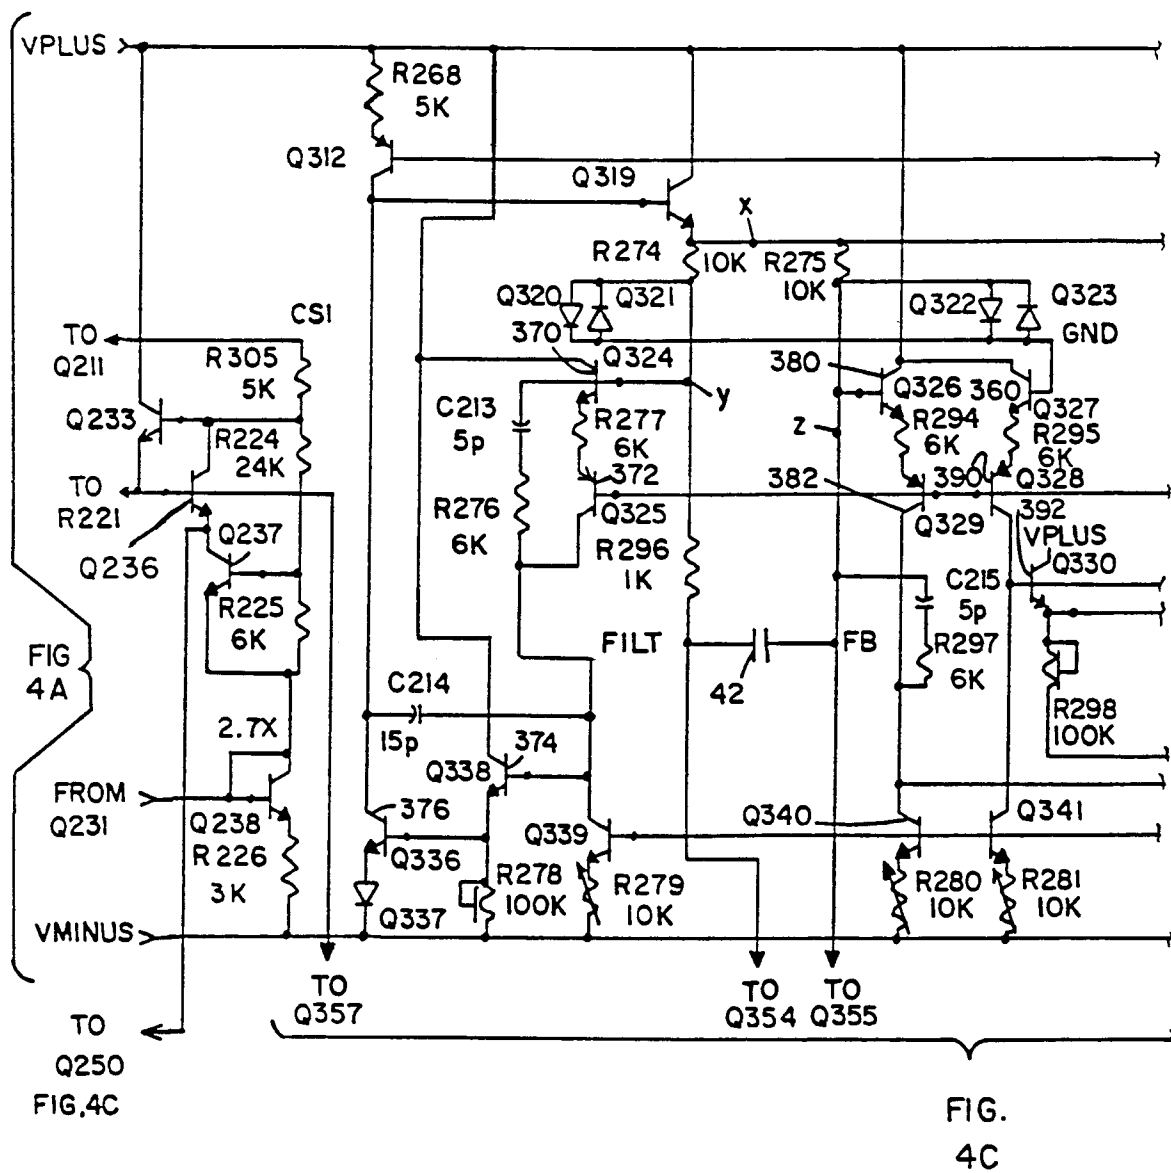 VPLUS
R268
5K
Q312
Q319
X
R274
10K
R275
10K
Q320
Q321
Q322
Q323
GND
CS1
370
Q324
TO
Q211
R305
5K
380
Q326
360
Q327
Y
C213
5p
R277
6K
R294
6K
R295
6K
Z
Q233
R224
24K
372
390
Q328
TO
R221
382
Q325
Q329
392
R276
6K
VPLUS
Q330
Q237
Q236
R296
1K
C215
5p
R225
6K
FIG
4A
FILT
FB
R297
6K
42
C214
15p
R298
100K
2.7X
374
Q338
FROM
Q231
376
Q340
Q341
Q238
Q339
Q336
R226
3K
R278
100K
R279
10K
R280
10K
R281
10K
Q337
VMINUS
TO
Q357
TO
Q354
TO
Q355
TO
Q250
FIG.4C
FIG.
4C